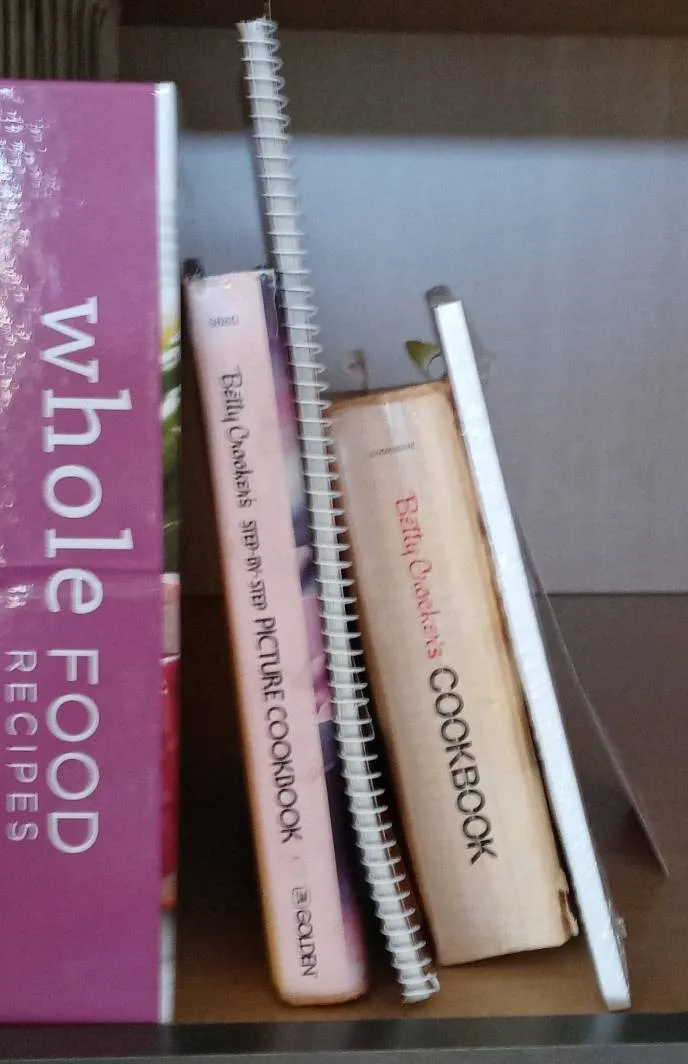 whole FOOD
RECIPES
Betty Crocker's STEP-BY-STEP PICTURE COOKBOOK
GOLDEN
Betty Crocker's COOKBOOK